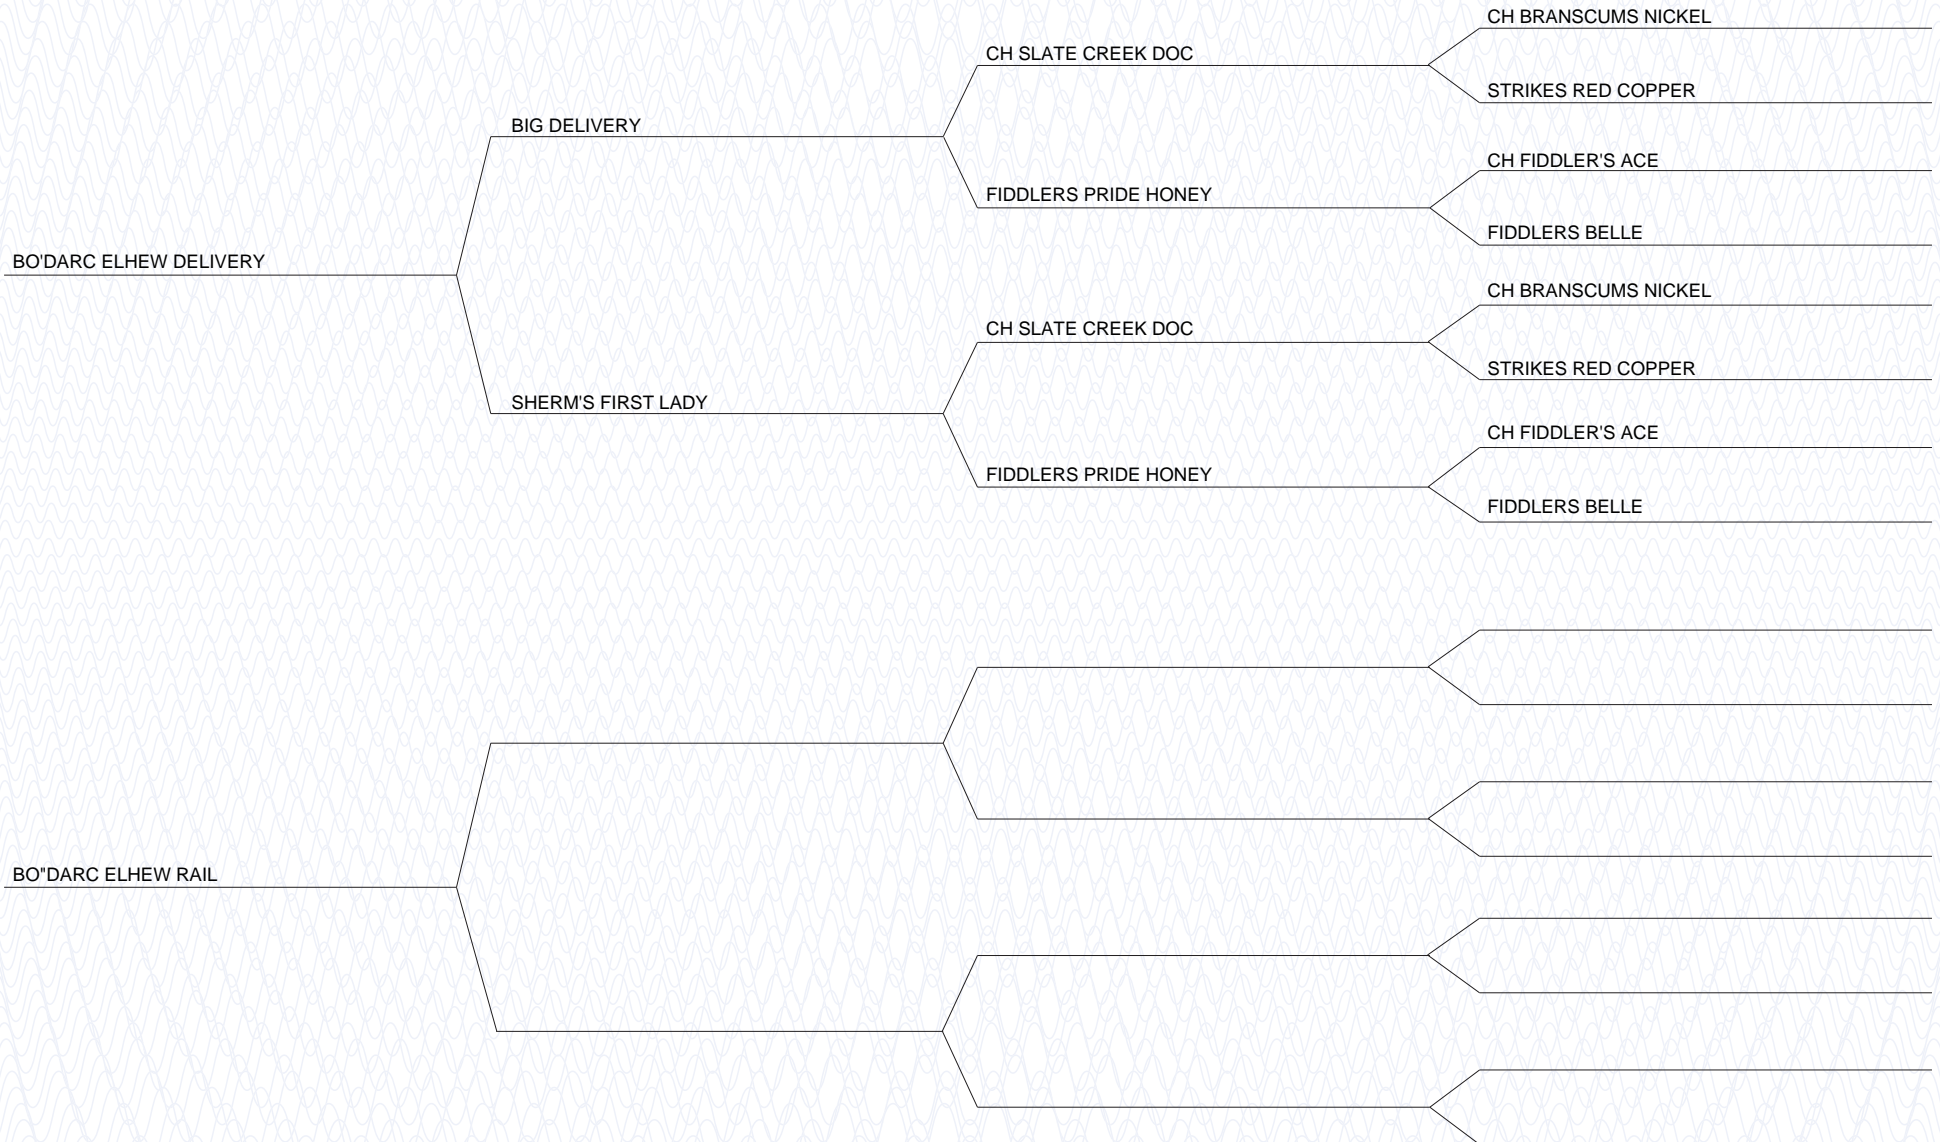 CH BRANSCUMS NICKEL
CH SLATE CREEK DOC
STRIKES RED COPPER
BIG DELIVERY
CH FIDDLER'S ACE
FIDDLERS PRIDE HONEY
FIDDLERS BELLE
BO'DARC ELHEW DELIVERY
CH BRANSCUMS NICKEL
CH SLATE CREEK DOC
STRIKES RED COPPER
SHERM'S FIRST LADY
CH FIDDLER'S ACE
FIDDLERS PRIDE HONEY
FIDDLERS BELLE
BO"DARC ELHEW RAIL